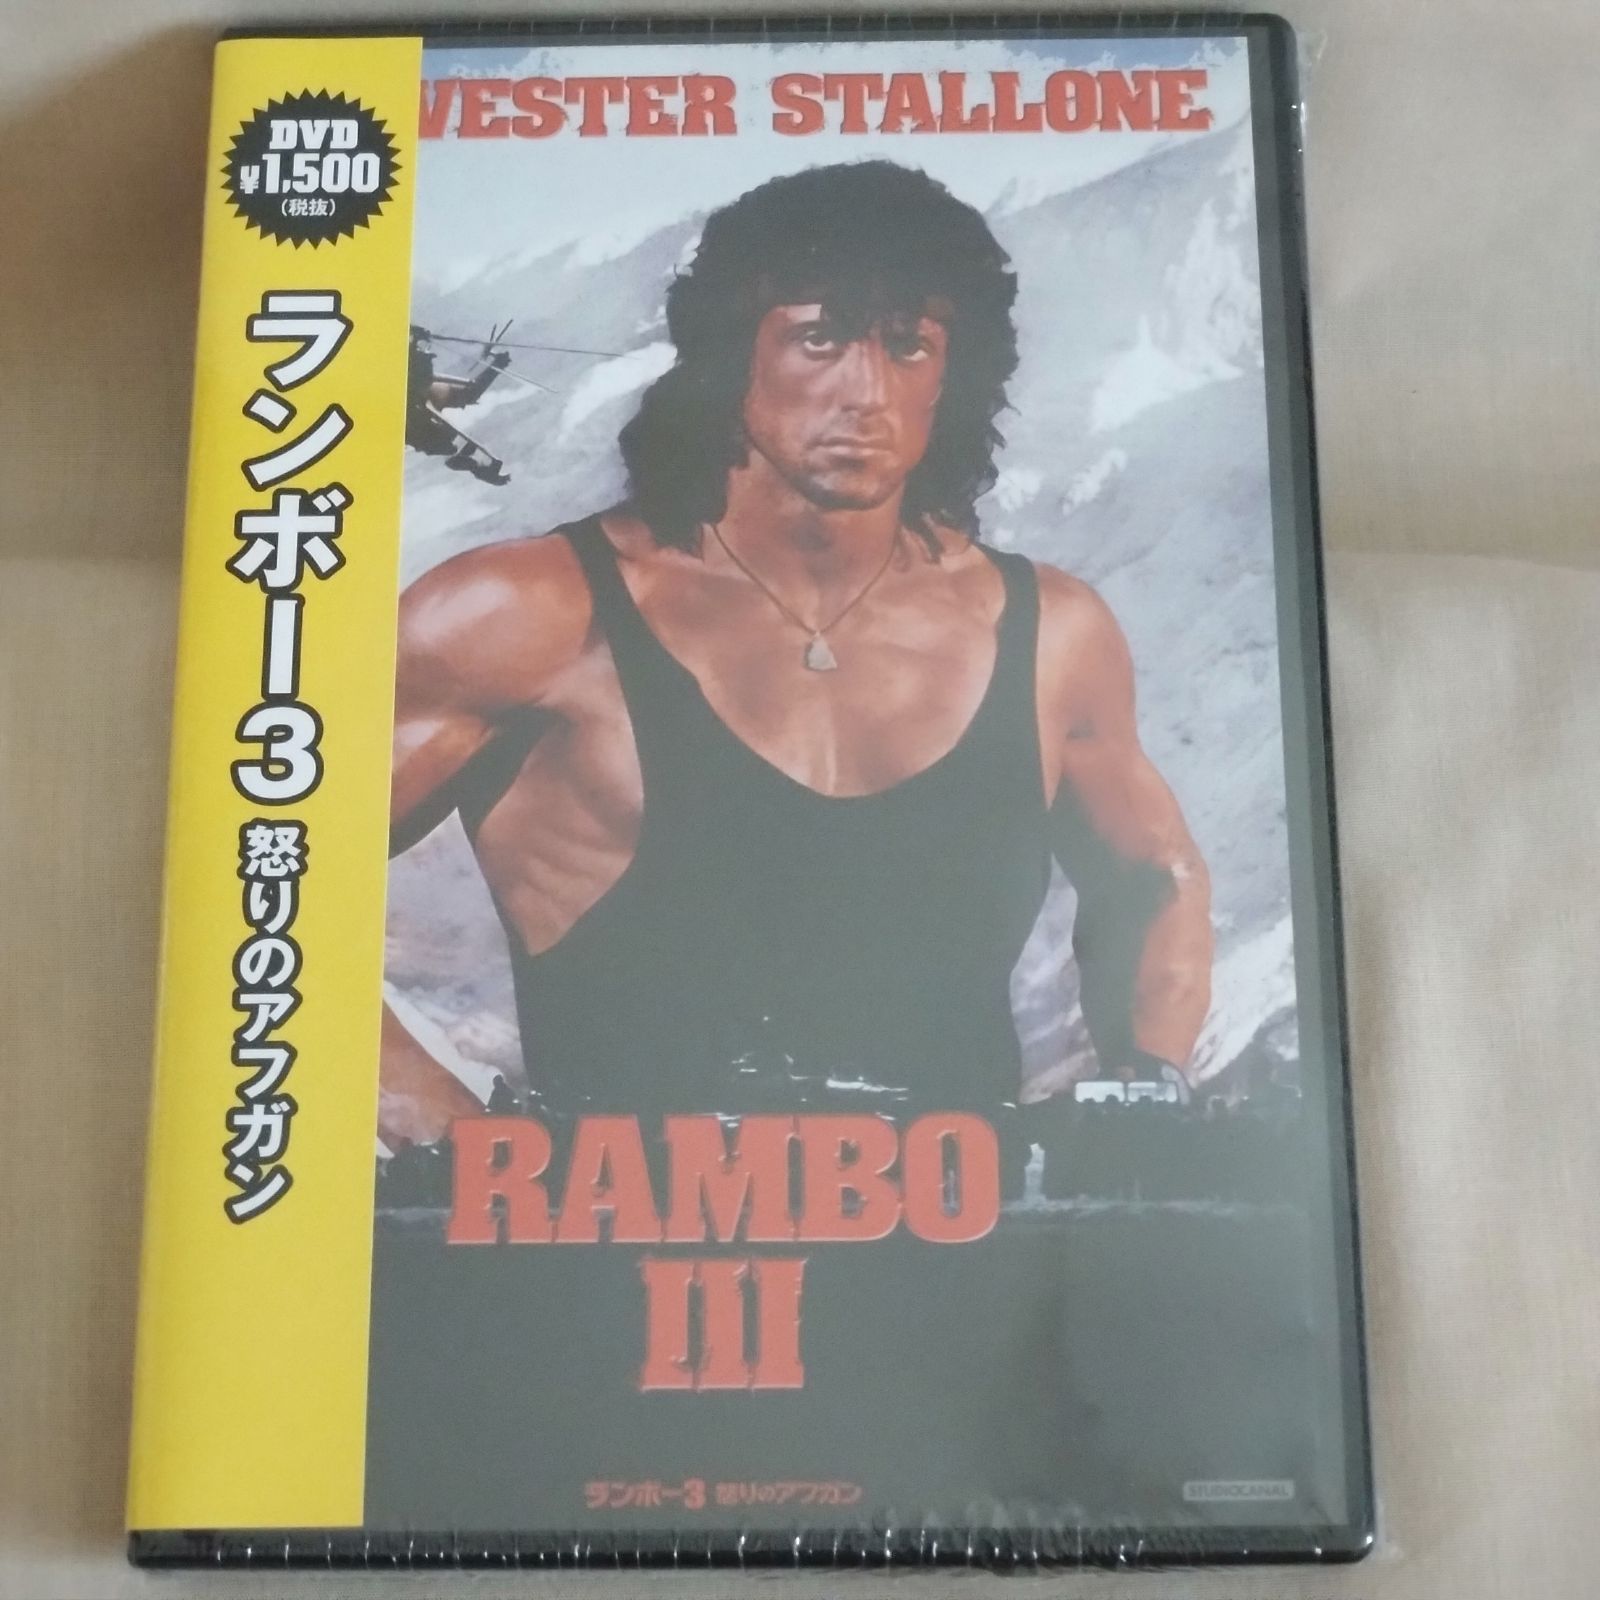 DVD
¥1,500
(税抜)
ランボー3 怒りのアフガン
VESTER STALLONE
RAMBO
III
ランボー3 怒りのアフガン
STUDIOCANAL